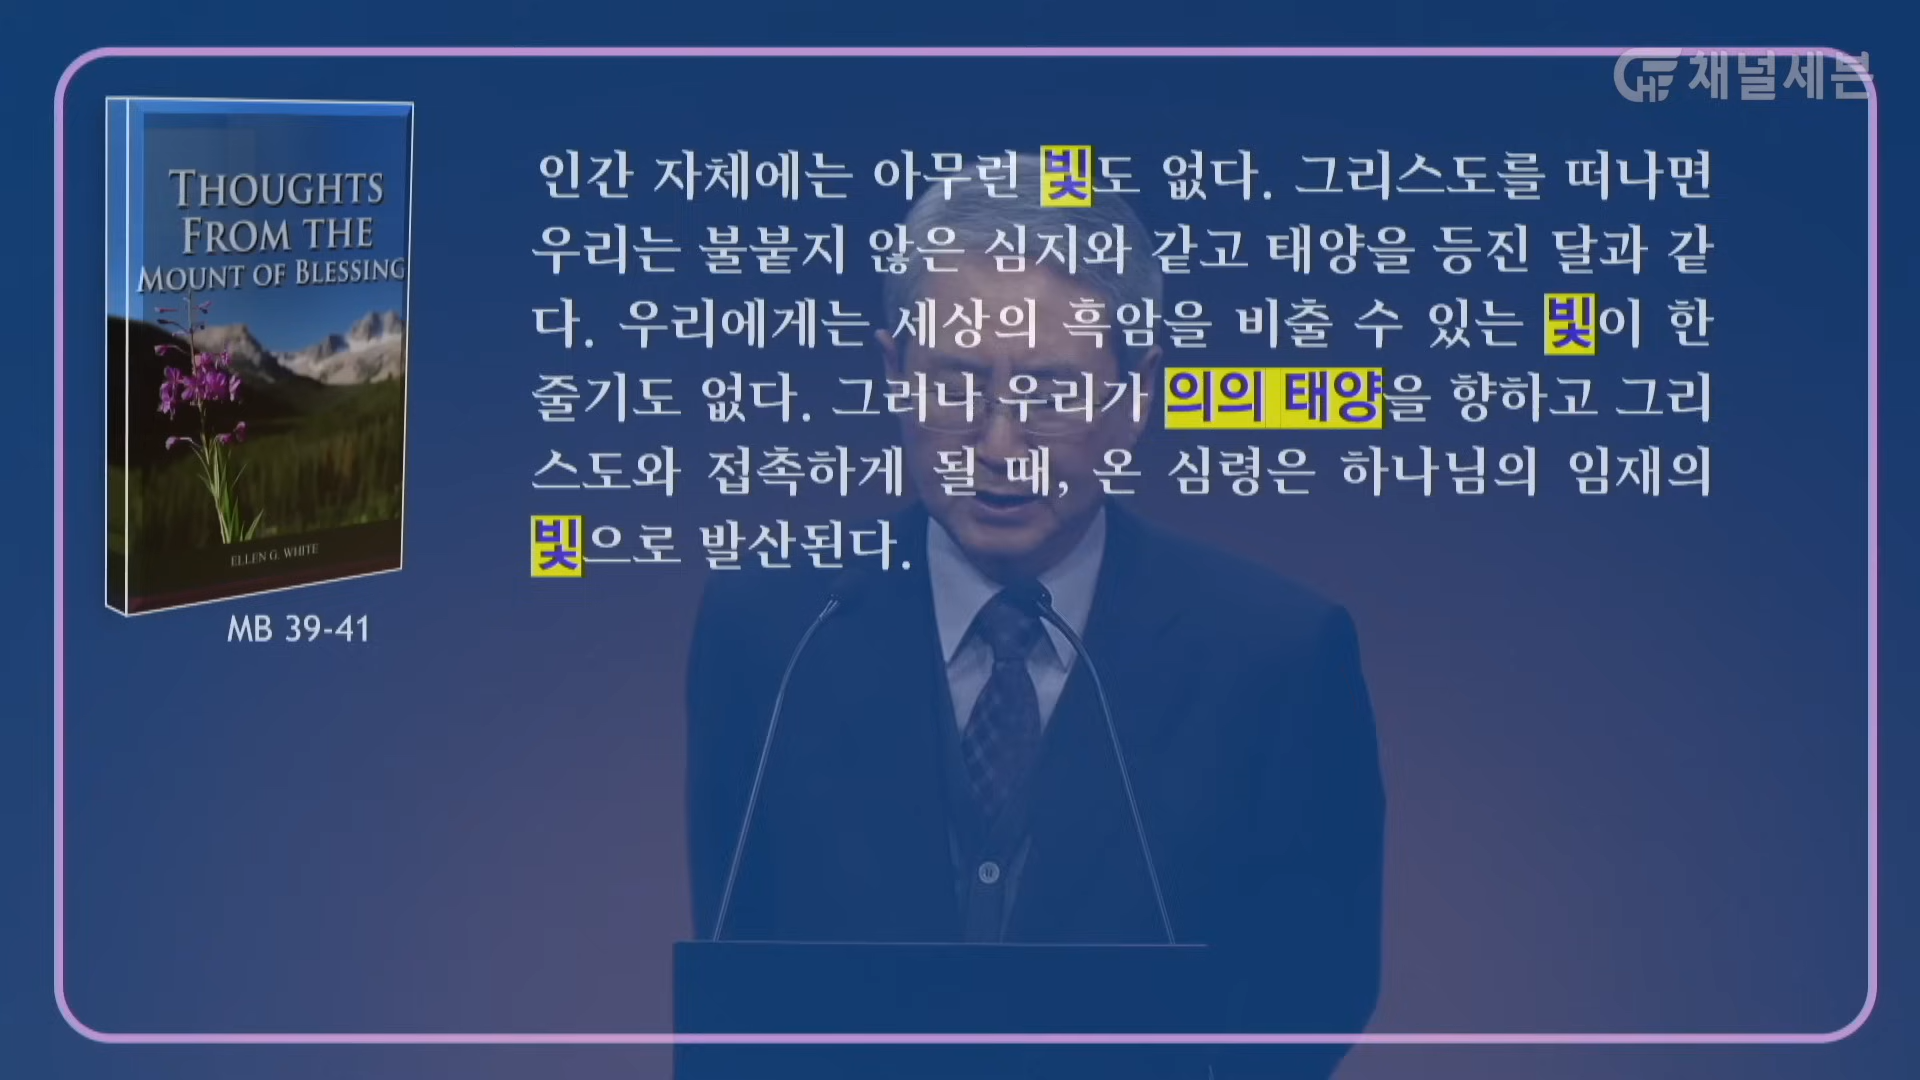 채널세븐
THOUGHTS
FROM THE
MOUNT OF BLESSING
ELLEN G. WHITE
MB 39-41
인간 자체에는 아무런 빛도 없다. 그리스도를 떠나면
우리는 불붙지 않은 심지와 같고 태양을 등진 달과 같
다. 우리에게는 세상의 흑암을 비출 수 있는 빛이 한
줄기도 없다. 그러나 우리가 의의 태양을 향하고 그리
스도와 접촉하게 될 때, 온 심령은 하나님의 임재의
빛으로 발산된다.